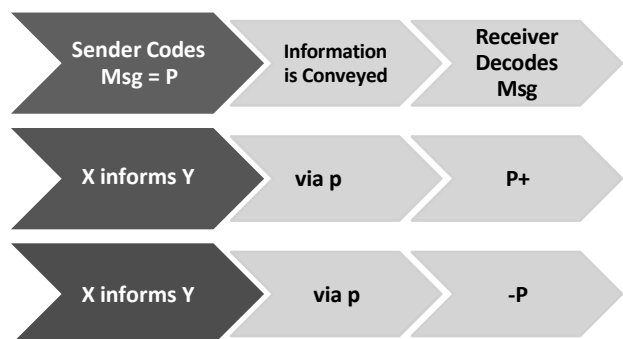 Sender Codes
Msg = P
Information
is Conveyed
Receiver
Decodes
Msg
X informs Y
via p
P+
X informs Y
via p
-P